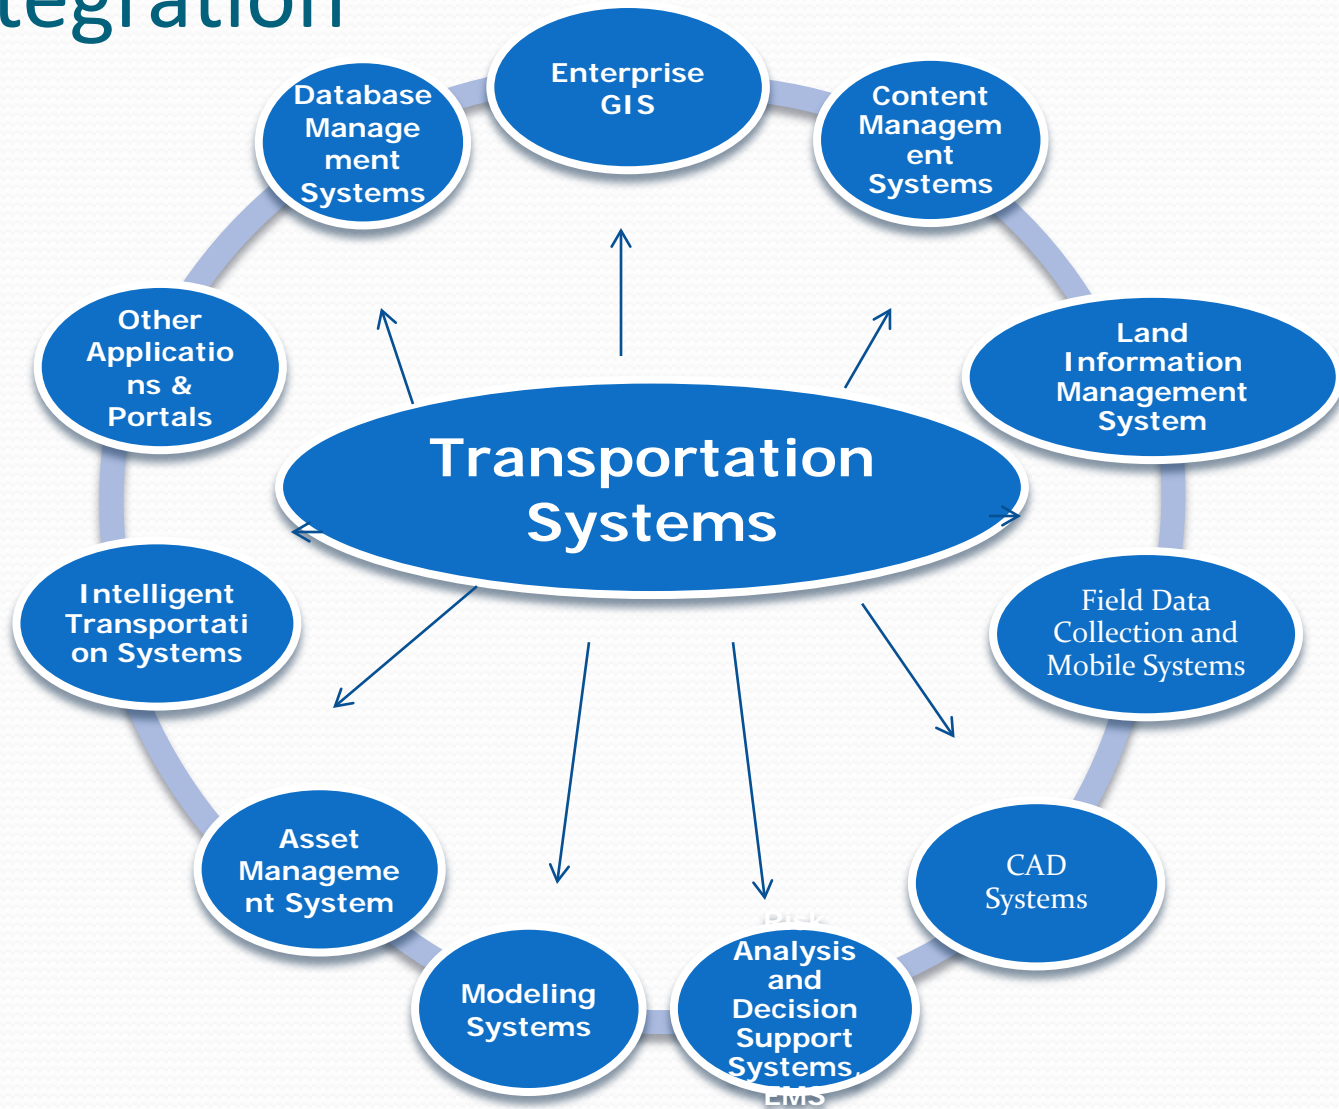 tegration
Enterprise
GIS
Database
Manage
ment
Systems
Content
Managem
ent
Systems
Other
Applicatio
ns &
Portals
Land
Information
Management
System
Transportation
Systems
Intelligent
Transportati
on Systems
Field Data
Collection and
Mobile Systems
Asset
Manageme
nt System
CAD
Systems
Modeling
Systems
Risk
Analysis
and
Decision
Support
Systems,
EMS